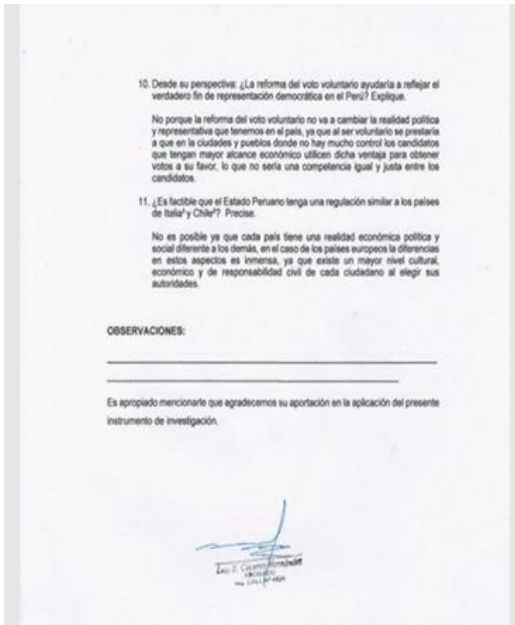 10. Desde su perspectiva: ¿La reforma del voto voluntario ayudaría a reflejar el
verdadero fin de representación democrática en el Perú? Explique.
No porque la reforma del voto voluntario no va a cambiar la realidad política
y representativa que tenemos en el país, ya que al ser voluntario se prestaría
a que en la ciudades y pueblos donde no hay mucho control los candidatos
que tengan mayor alcance económico utilicen dicha ventaja para obtener
votos a su favor, lo que no sería una competencia igual y justa entre los
candidatos.
11. ¿Es factible que el Estado Peruano tenga una regulación similar a los países
de Italia y Chile? Precise.
No es posible ya que cada país tiene una realidad económica política y
social diferente a los demás, en el caso de los países europeos la diferencias
en estos aspectos es inmensa, ya que existe un mayor nivel cultural,
económico y de responsabilidad civil de cada ciudadano al elegir sus
autoridades.
OBSERVACIONES:
Es apropiado mencionarle que agradecemos su aportación en la aplicación del presente
instrumento de investigación.
ABOGADO